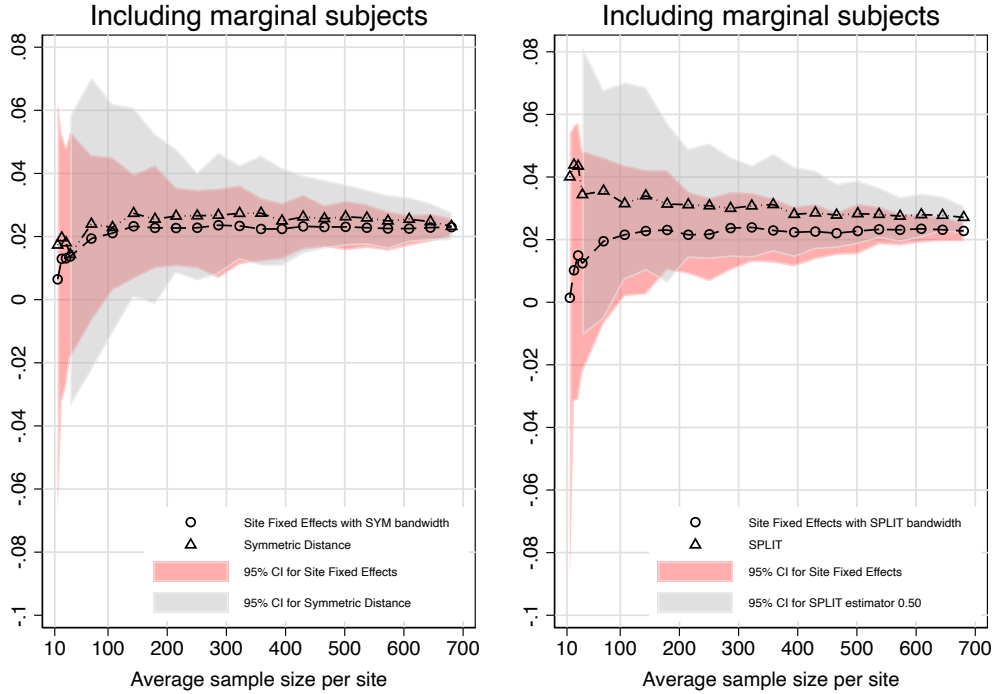 Including marginal subjects
.08
.06
.04
.02
0
-.02
-.04
-.06
-.08
-.1
Site Fixed Effects with SYM bandwidth
Symmetric Distance
95% CI for Site Fixed Effects
95% CI for Symmetric Distance
10 100 200 300 400 500 600 700
Average sample size per site
Including marginal subjects
.08
.06
.04
.02
0
-.02
-.04
-.06
-.08
-.1
Site Fixed Effects with SPLIT bandwidth
SPLIT
95% CI for Site Fixed Effects
95% CI for SPLIT estimator 0.50
10 100 200 300 400 500 600 700
Average sample size per site